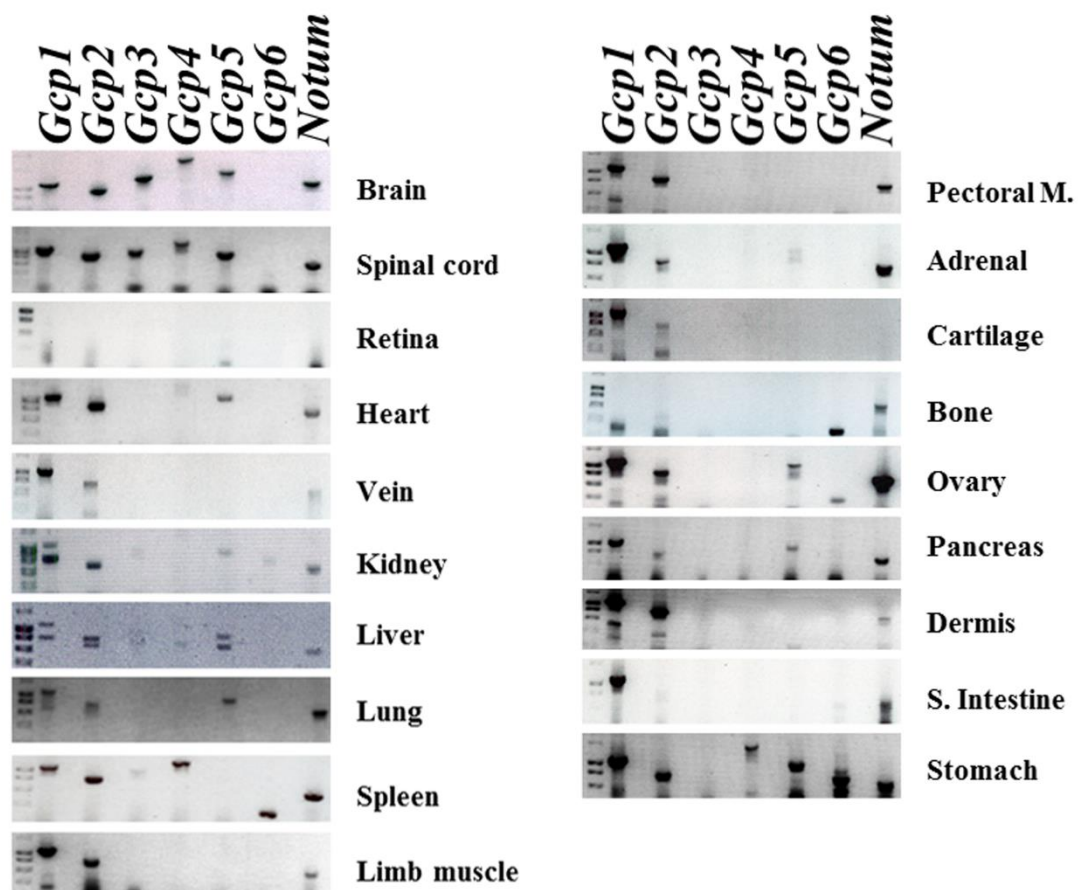 Gcp1 Gcp2 Gcp3 Gcp4 Gcp5 Gcp6 Notum
Brain
Spinal cord
Retina
Heart
Vein
Kidney
Liver
Lung
Spleen
Limb muscle
Gcp1 Gcp2 Gcp3 Gcp4 Gcp5 Gcp6 Notum
Pectoral M.
Adrenal
Cartilage
Bone
Ovary
Pancreas
Dermis
S. Intestine
Stomach